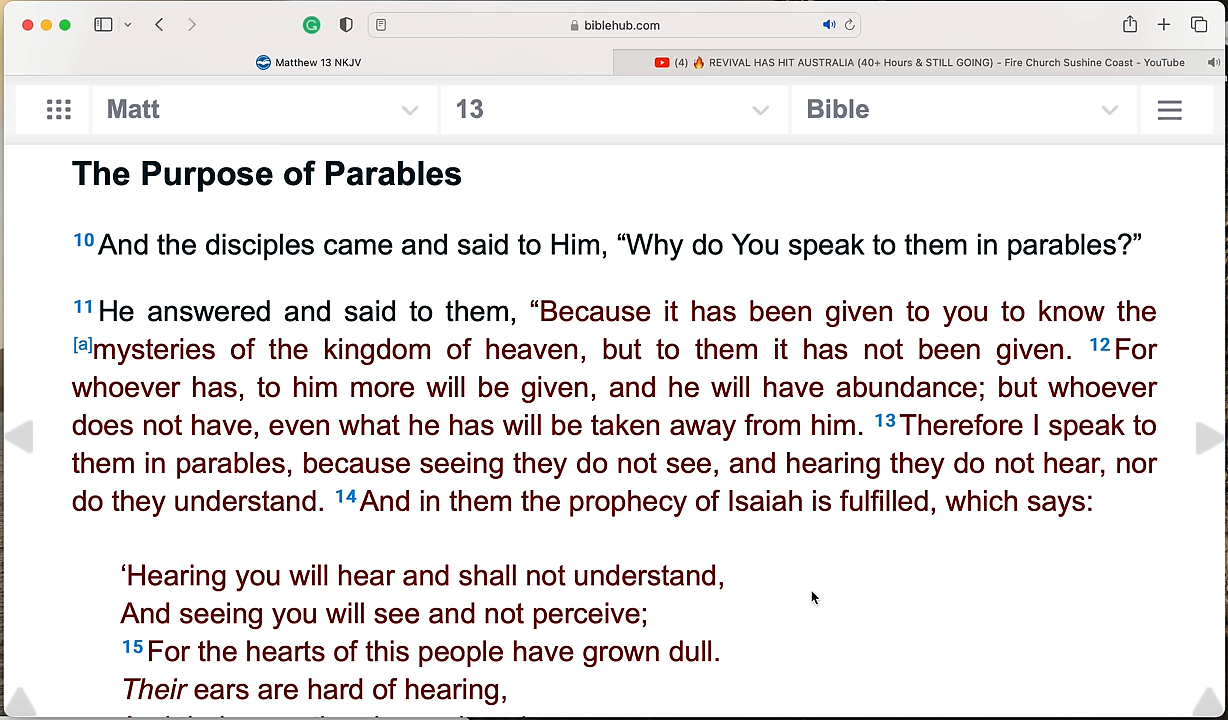 biblehub.com
Matthew 13 NKJV
(4) 🔥 REVIVAL HAS HIT AUSTRALIA (40+ Hours & STILL GOING) - Fire Church Sushine Coast - YouTube
Matt 13 Bible
The Purpose of Parables
10 And the disciples came and said to Him, “Why do You speak to them in parables?”
11 He answered and said to them, “Because it has been given to you to know the
[a]mysteries of the kingdom of heaven, but to them it has not been given. 12 For
whoever has, to him more will be given, and he will have abundance; but whoever
does not have, even what he has will be taken away from him. 13 Therefore I speak to
them in parables, because seeing they do not see, and hearing they do not hear, nor
do they understand. 14 And in them the prophecy of Isaiah is fulfilled, which says:
‘Hearing you will hear and shall not understand,
And seeing you will see and not perceive;
15 For the hearts of this people have grown dull.
Their ears are hard of hearing,